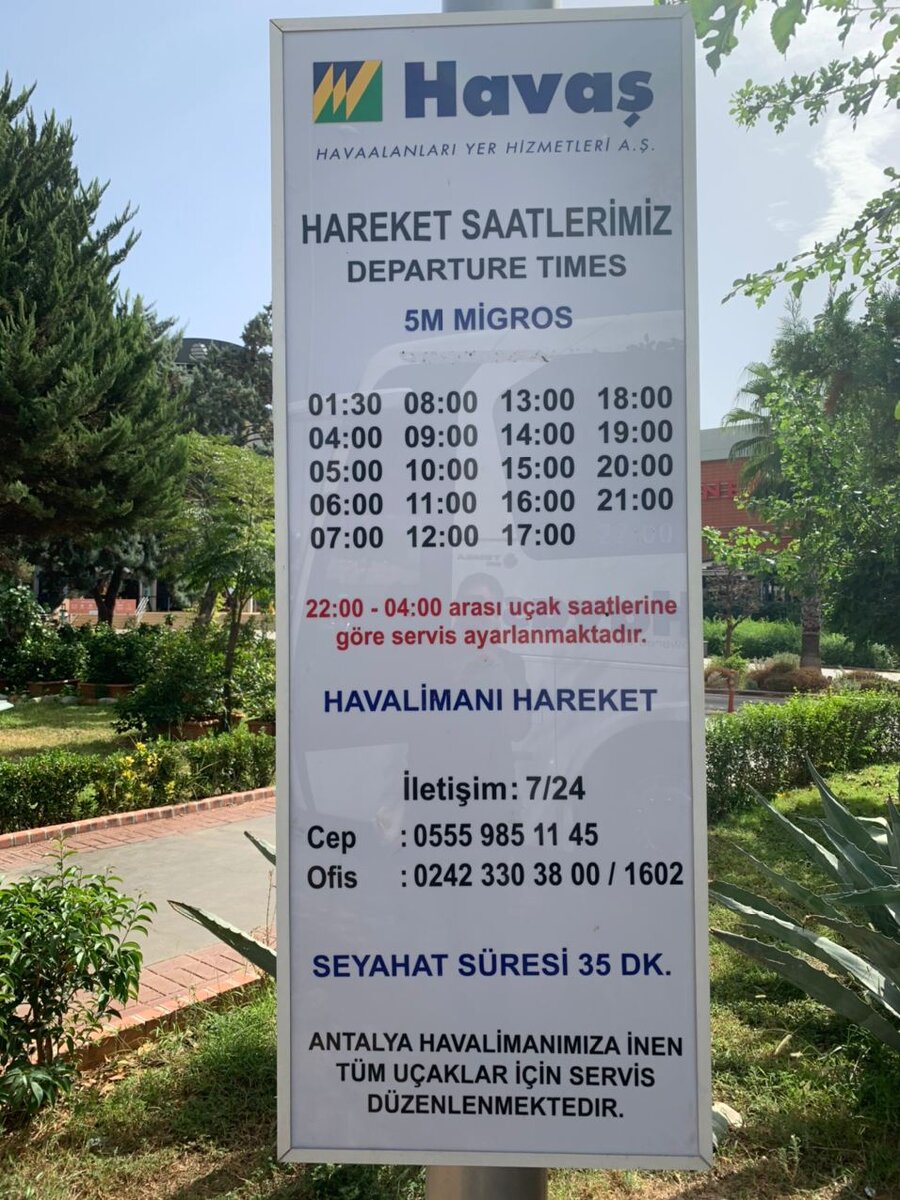 Havaş
HAVAALANLARI YER HİZMETLERİ A.Ş.
HAREKET SAATLERİMİZ
DEPARTURE TIMES
5M MİGROS
01:30 08:00 13:00 18:00
04:00 09:00 14:00 19:00
05:00 10:00 15:00 20:00
06:00 11:00 16:00 21:00
07:00 12:00 17:00 22:00
22:00 - 04:00 arası uçak saatlerine
göre servis ayarlanmaktadır.
HAVALİMANI HAREKET
İletişim: 7/24
Cep : 0555 985 11 45
Ofis : 0242 330 38 00 / 1602
SEYAHAT SÜRESİ 35 DK.
ANTALYA HAVALİMANIMIZA İNEN
TÜM UÇAKLAR İÇİN SERVİS
DÜZENLENMEKTEDIR.